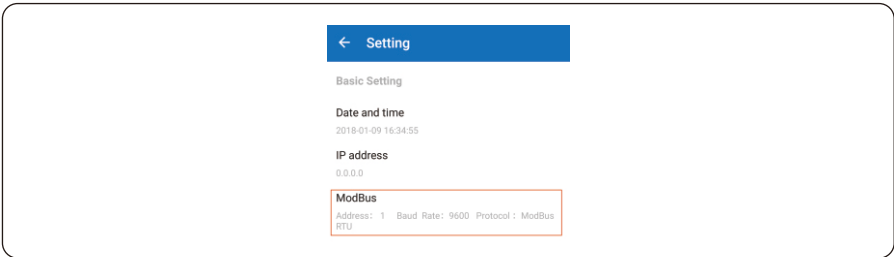 ← Setting
Basic Setting
Date and time
2018-01-09 16:34:55
IP address
0.0.0.0
ModBus
Address: 1 Baud Rate: 9600 Protocol : ModBus
RTU